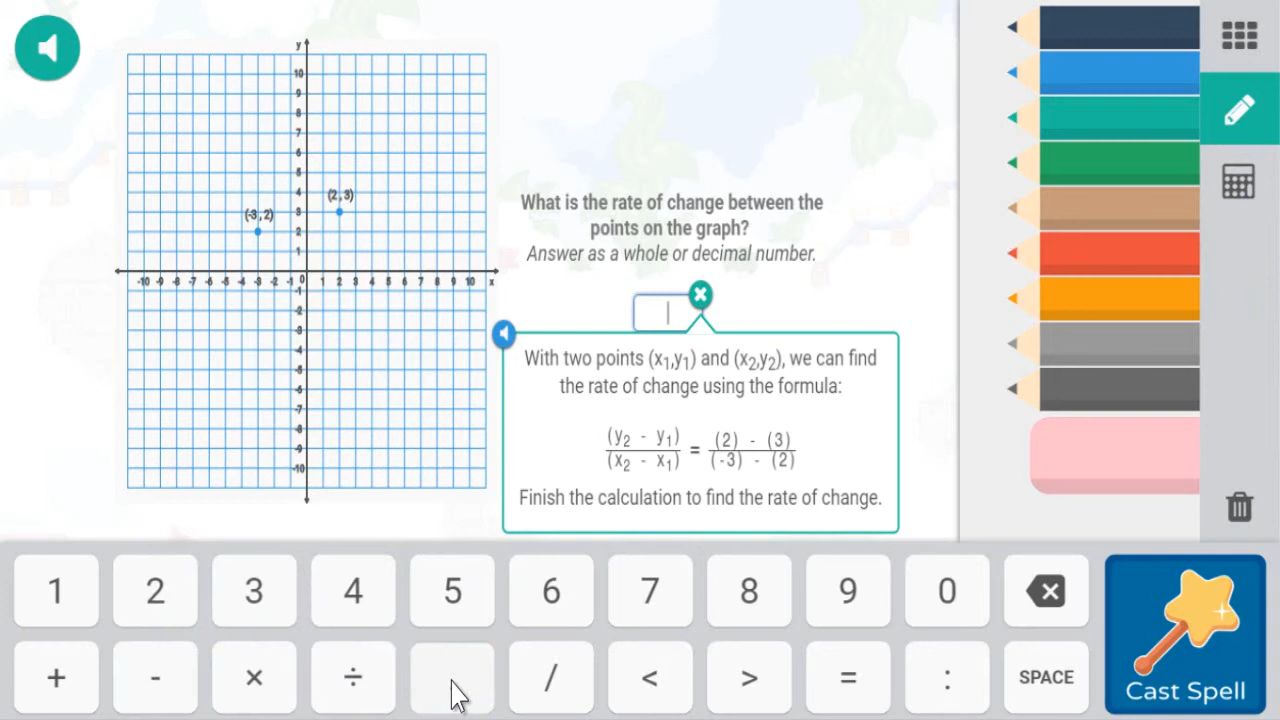 y
10
9
8
7
6
5
4
3
2
1
(2,3)
(-3,2)
-10 -9 -8 -7 -6 -5 -4 -3 -2 -1 0 1 2 3 4 5 6 7 8 9 10 x
-1
-2
-3
-4
-5
-6
-7
-8
-9
-10
What is the rate of change between the
points on the graph?
Answer as a whole or decimal number.
With two points (x₁,y₁) and (x₂,y₂), we can find
the rate of change using the formula:
(y₂ - y₁) = (2) - (3)
(x₂ - x₁) (-3) - (2)
Finish the calculation to find the rate of change.
1 2 3 4 5 6 7 8 9 0
+ - × ÷ / < > = : SPACE
Cast Spell